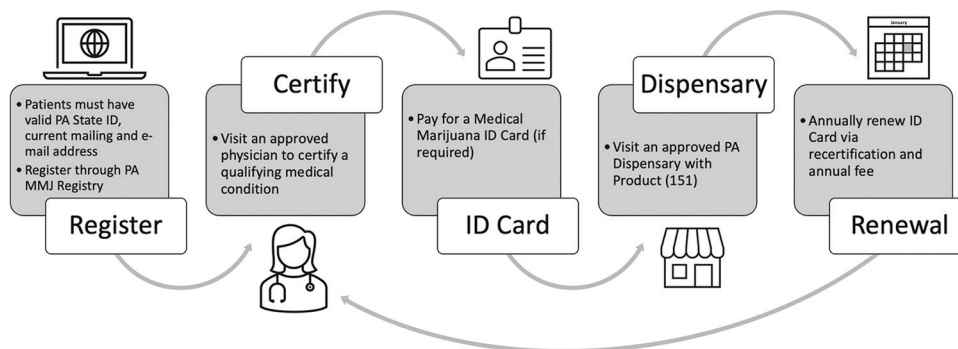 • Patients must have
valid PA State ID,
current mailing and e-
mail address
• Register through PA
MMJ Registry
Register
Certify
• Visit an approved
physician to certify a
qualifying medical
condition
• Pay for a Medical
Marijuana ID Card (if
required)
ID Card
Dispensary
• Visit an approved PA
Dispensary with
Product (151)
January
• Annually renew ID
Card via
recertification and
annual fee
Renewal